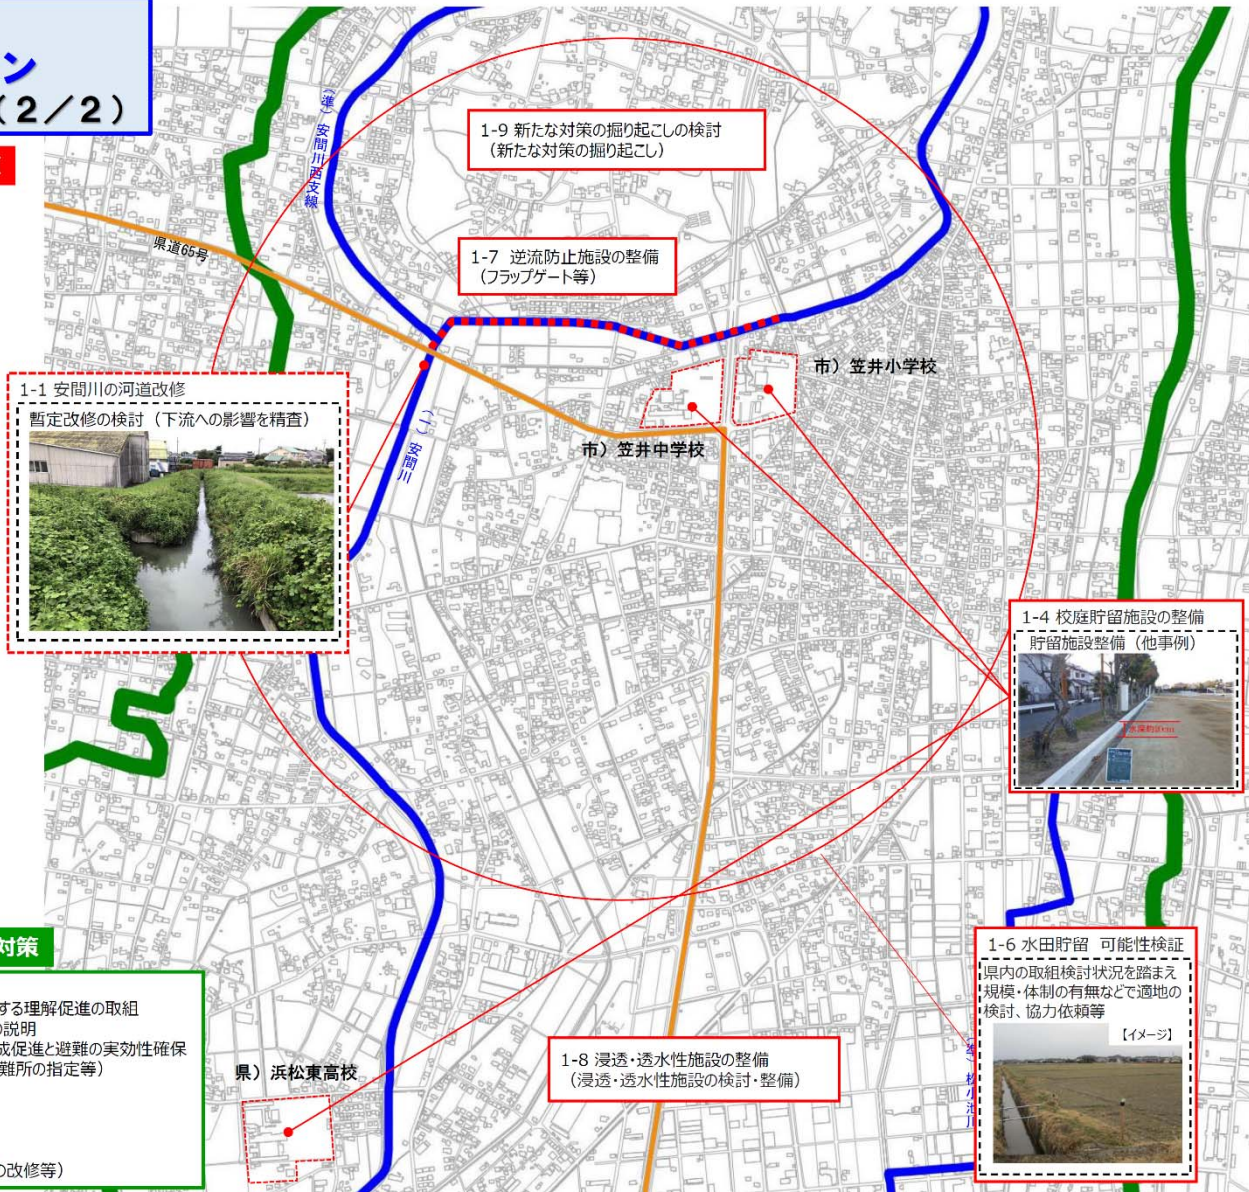 ン
(2/2)
1-9 新たな対策の掘り起こしの検討
(新たな対策の掘り起こし)
(準)安間川西支線
県道65号
1-7 逆流防止施設の整備
(フラップゲート等)
市)笠井小学校
市)笠井中学校
(一)安間川
1-1 安間川の河道改修
暫定改修の検討(下流への影響を精査)
1-4 校庭貯留施設の整備
貯留施設整備(他事例)
1-6 水田貯留 可能性検証
県内の取組検討状況を踏まえ
規模・体制の有無などで適地の
検討、協力依頼等
【イメージ】
対策
する理解促進の取組
の説明
成促進と避難の実効性確保
難所の指定等)
の改修等)
1-8 浸透・透水性施設の整備
(浸透・透水性施設の検討・整備)
県)浜松東高校